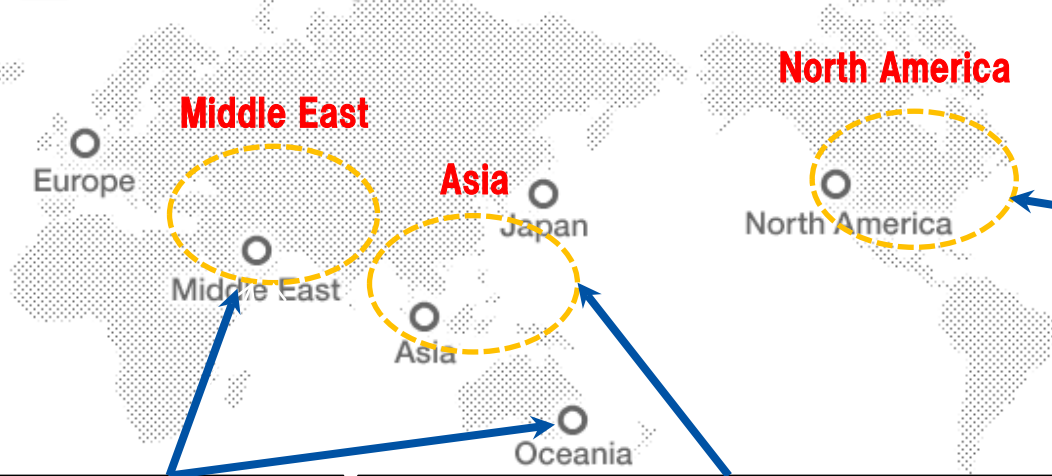 North America
Middle East
Europe
Asia
Japan
North America
Middle East
Asia
Oceania